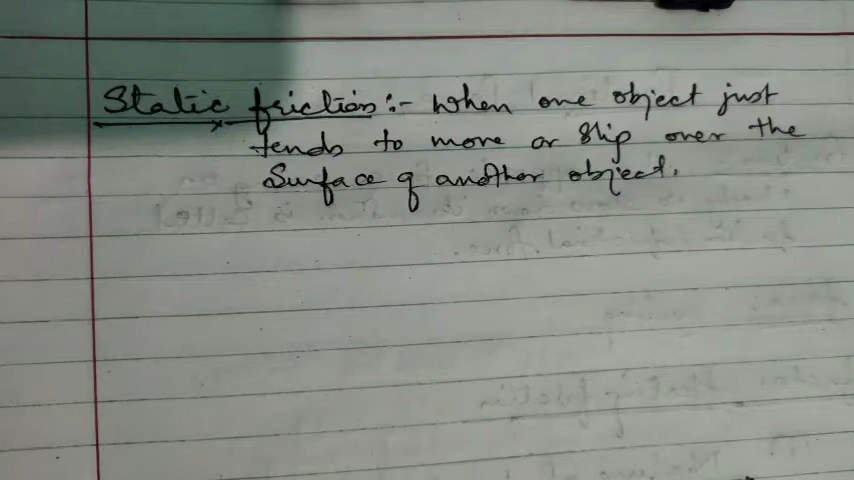 Static friction:- When one object just
tends to move or slip over the
Surface of another object.